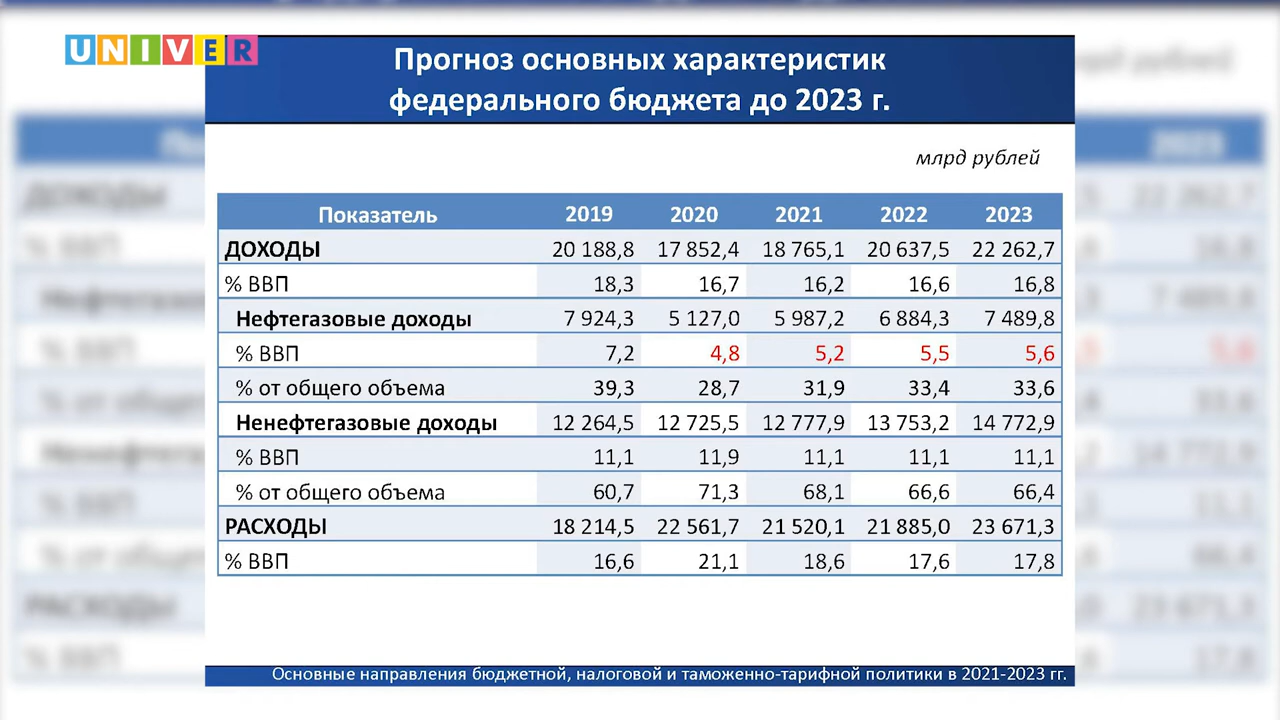 UNIVER
Прогноз основных характеристик
федерального бюджета до 2023 г.
млрд рублей
Показатель 2019 2020 2021 2022 2023
ДОХОДЫ 20 188,8 17 852,4 18 765,1 20 637,5 22 262,7
% ВВП 18,3 16,7 16,2 16,6 16,8
Нефтегазовые доходы 7 924,3 5 127,0 5 987,2 6 884,3 7 489,8
% ВВП 7,2 4,8 5,2 5,5 5,6
% от общего объема 39,3 28,7 31,9 33,4 33,6
Ненефтегазовые доходы 12 264,5 12 725,5 12 777,9 13 753,2 14 772,9
% ВВП 11,1 11,9 11,1 11,1 11,1
% от общего объема 60,7 71,3 68,1 66,6 66,4
РАСХОДЫ 18 214,5 22 561,7 21 520,1 21 885,0 23 671,3
% ВВП 16,6 21,1 18,6 17,6 17,8
Основные направления бюджетной, налоговой и таможенно-тарифной политики в 2021-2023 гг.